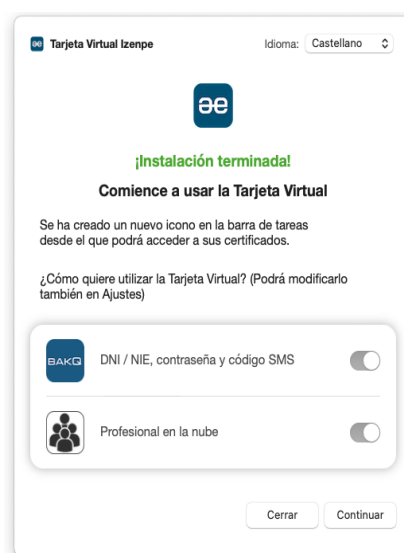 Tarjeta Virtual Izenpe
Idioma: Castellano
¡Instalación terminada!
Comience a usar la Tarjeta Virtual
Se ha creado un nuevo icono en la barra de tareas
desde el que podrá acceder a sus certificados.
¿Cómo quiere utilizar la Tarjeta Virtual? (Podrá modificarlo
también en Ajustes)
BAKQ
DNI / NIE, contraseña y código SMS
Profesional en la nube
Cerrar
Continuar